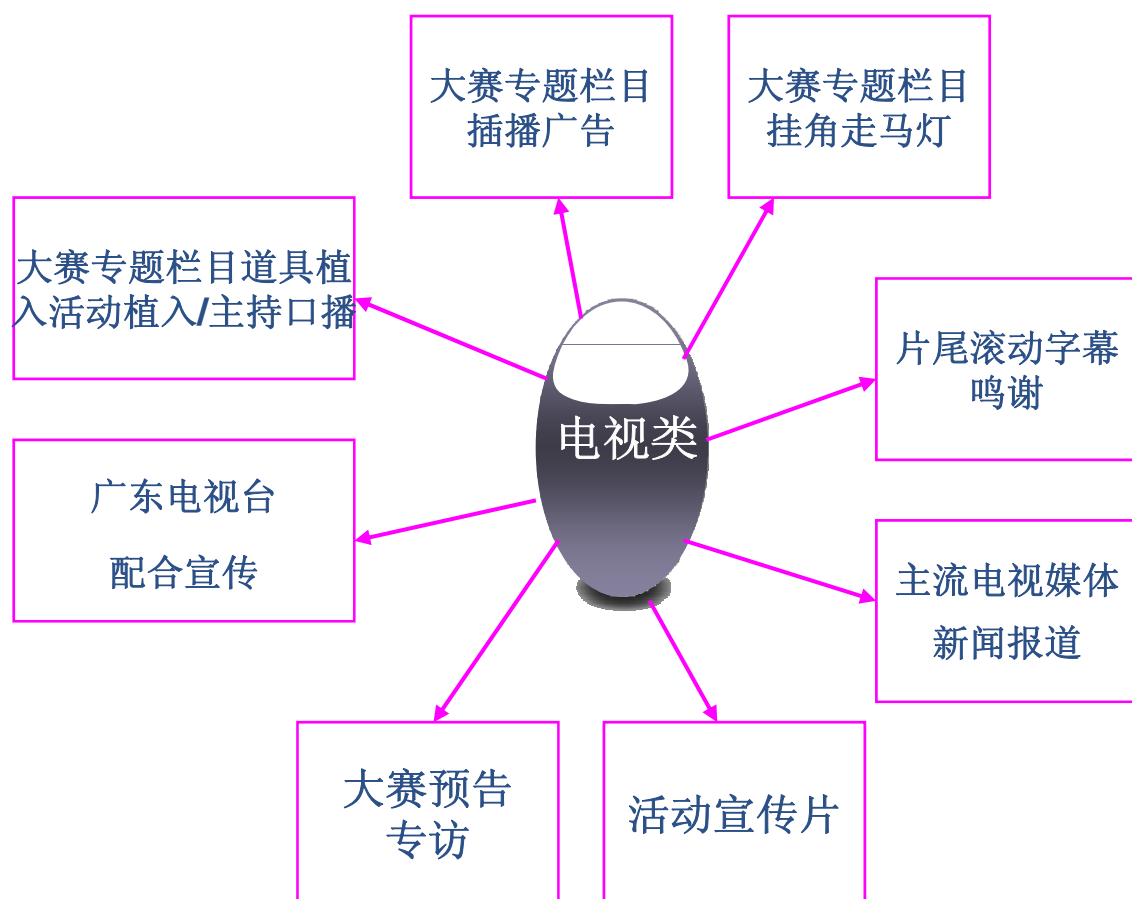 大赛专题栏目
插播广告
大赛专题栏目
挂角走马灯
大赛专题栏目道具植
入活动植入/主持口播
片尾滚动字幕
鸣谢
电视类
广东电视台
配合宣传
主流电视媒体
新闻报道
大赛预告
专访
活动宣传片